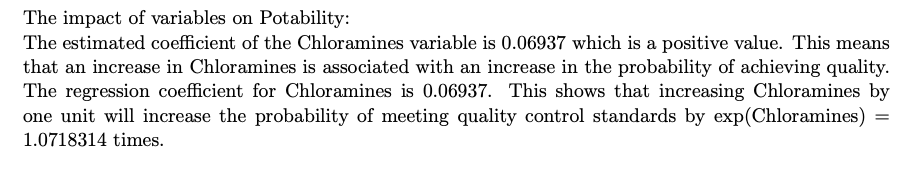 The impact of variables on Potability:
The estimated coefficient of the Chloramines variable is 0.06937 which is a positive value. This means
that an increase in Chloramines is associated with an increase in the probability of achieving quality.
The regression coefficient for Chloramines is 0.06937. This shows that increasing Chloramines by
one unit will increase the probability of meeting quality control standards by exp(Chloramines) =
1.0718314 times.